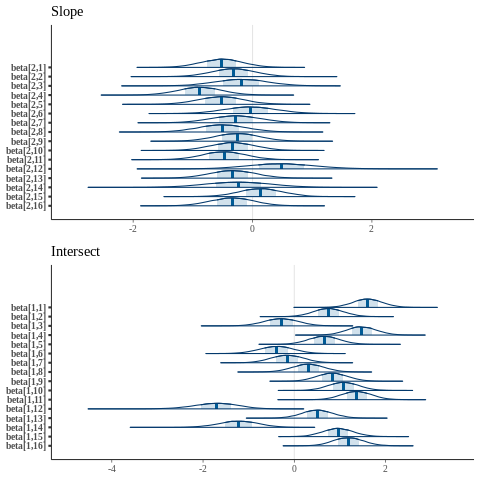 Slope
beta[2,1]
beta[2,2]
beta[2,3]
beta[2,4]
beta[2,5]
beta[2,6]
beta[2,7]
beta[2,8]
beta[2,9]
beta[2,10]
beta[2,11]
beta[2,12]
beta[2,13]
beta[2,14]
beta[2,15]
beta[2,16]
-2 0 2
Intersect
beta[1,1]
beta[1,2]
beta[1,3]
beta[1,4]
beta[1,5]
beta[1,6]
beta[1,7]
beta[1,8]
beta[1,9]
beta[1,10]
beta[1,11]
beta[1,12]
beta[1,13]
beta[1,14]
beta[1,15]
beta[1,16]
-4 -2 0 2